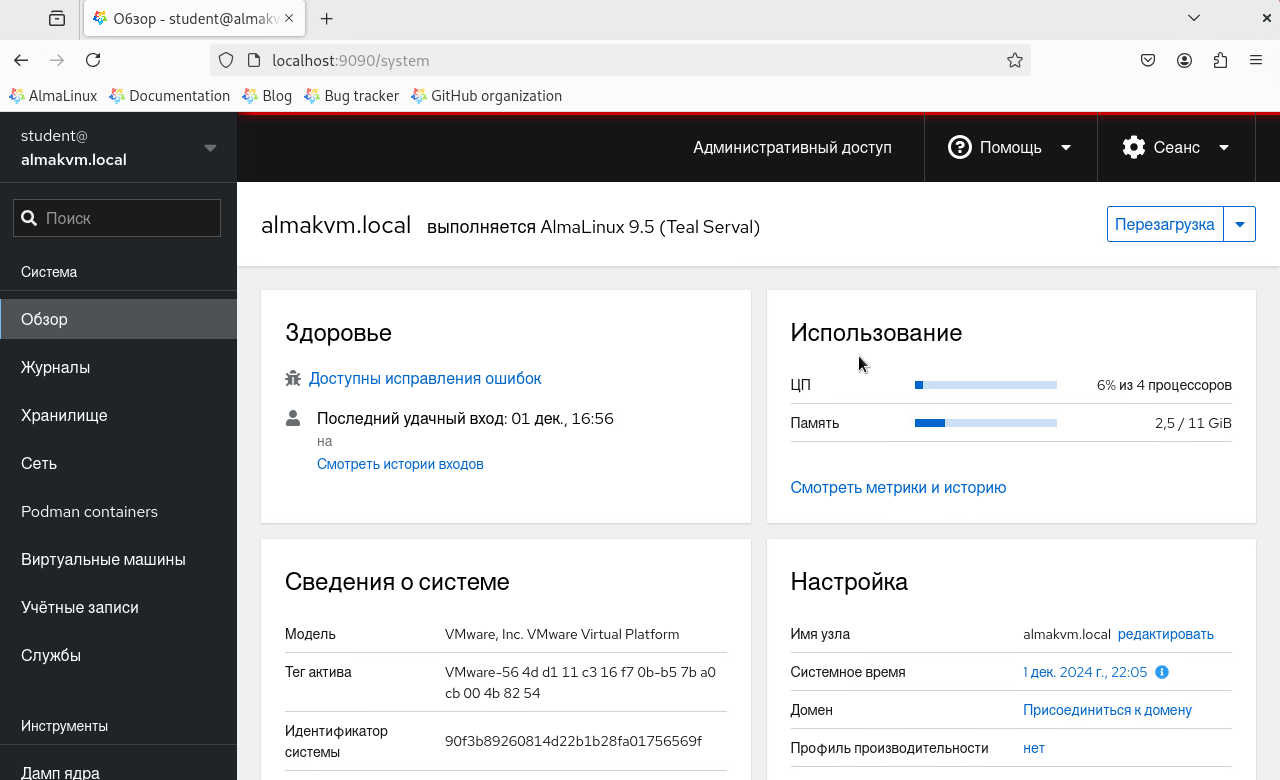 Обзор - student@almakv
localhost:9090/system
AlmaLinux Documentation Blog Bug tracker GitHub organization
student@
almakvm.local
Административный доступ Помощь Сеанс
Поиск
almakvm.local выполняется AlmaLinux 9.5 (Teal Serval) Перезагрузка
Система
Обзор
Журналы
Хранилище
Сеть
Podman containers
Виртуальные машины
Учётные записи
Службы
Инструменты
Дамп ядра
Здоровье
Доступны исправления ошибок
Последний удачный вход: 01 дек., 16:56
на
Смотреть истории входов
Использование
ЦП 6% из 4 процессоров
Память 2,5 / 11 GiB
Смотреть метрики и историю
Сведения о системе
Модель VMware, Inc. VMware Virtual Platform
Тег актива VMware-56 4d d1 11 c3 16 f7 0b-b5 7b a0
cb 00 4b 82 54
Идентификатор
системы 90f3b89260814d22b1b28fa01756569f
Настройка
Имя узла almakvm.local редактировать
Системное время 1 дек. 2024 г., 22:05
Домен Присоединиться к домену
Профиль производительности нет